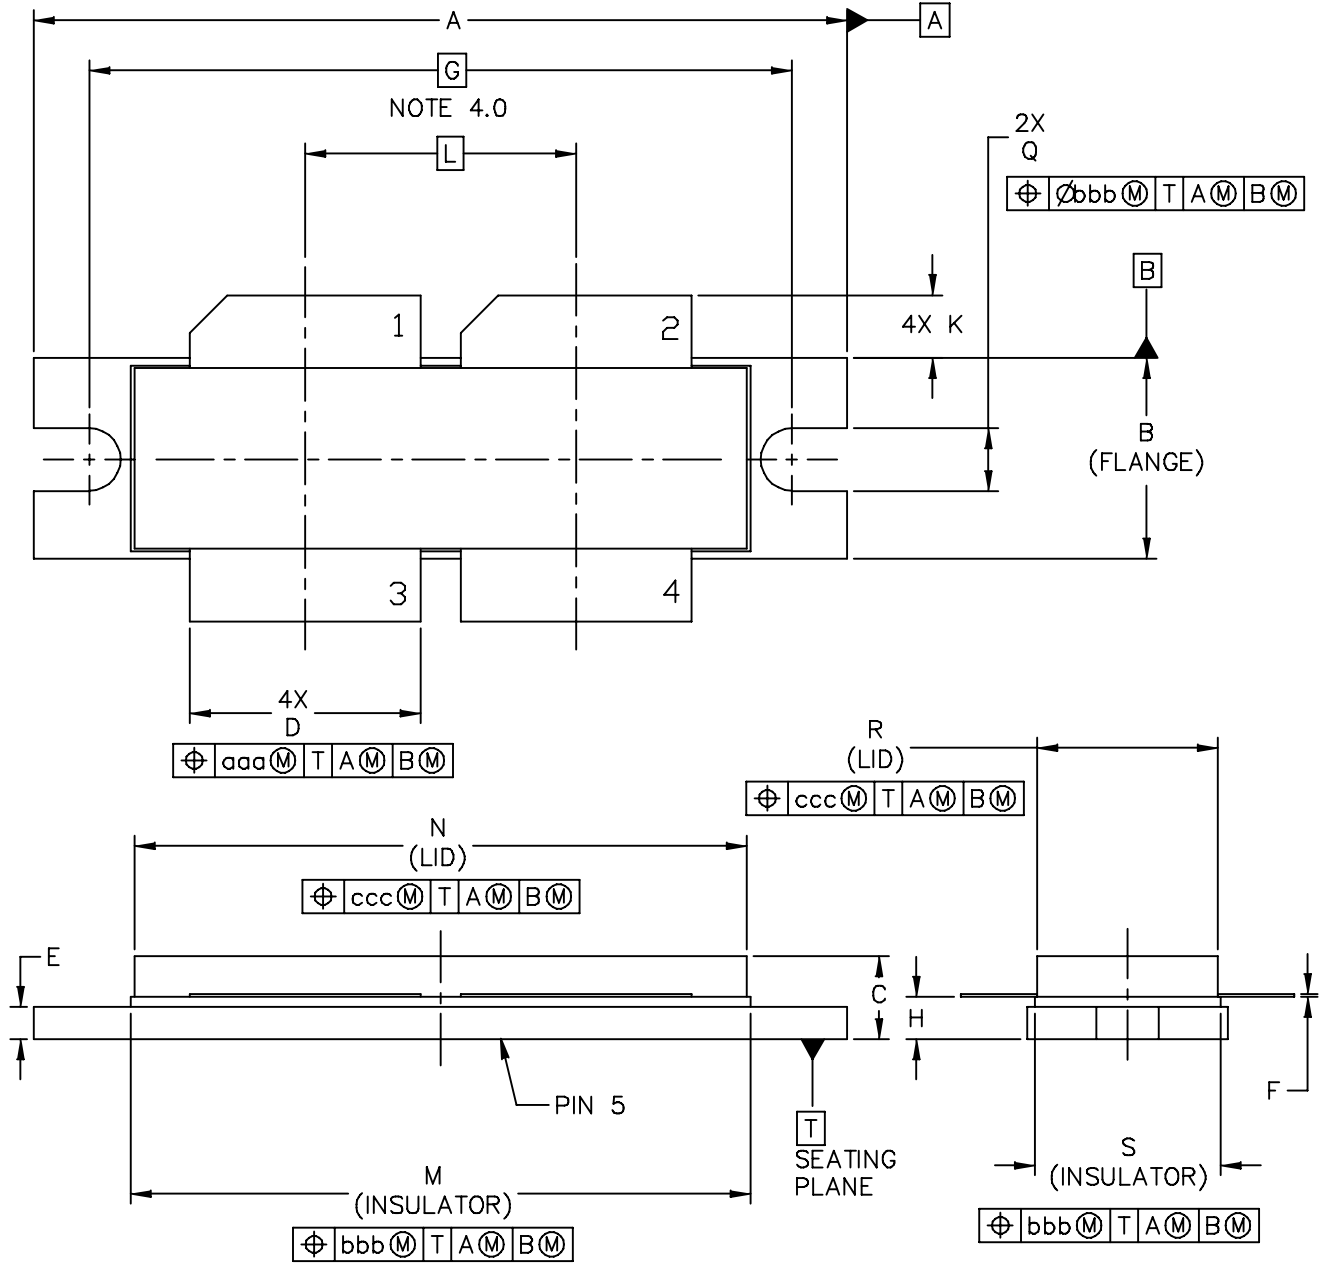 A
A
G
NOTE 4.0
L
2X
Q
⌖ Øbbb Ⓜ T A Ⓜ B Ⓜ
B
1
2
4X K
B
(FLANGE)
3
4
4X
D
⌖ aaa Ⓜ T A Ⓜ B Ⓜ
R
(LID)
⌖ ccc Ⓜ T A Ⓜ B Ⓜ
N
(LID)
⌖ ccc Ⓜ T A Ⓜ B Ⓜ
E
C
H
F
PIN 5
T
SEATING
PLANE
M
(INSULATOR)
⌖ bbb Ⓜ T A Ⓜ B Ⓜ
S
(INSULATOR)
⌖ bbb Ⓜ T A Ⓜ B Ⓜ